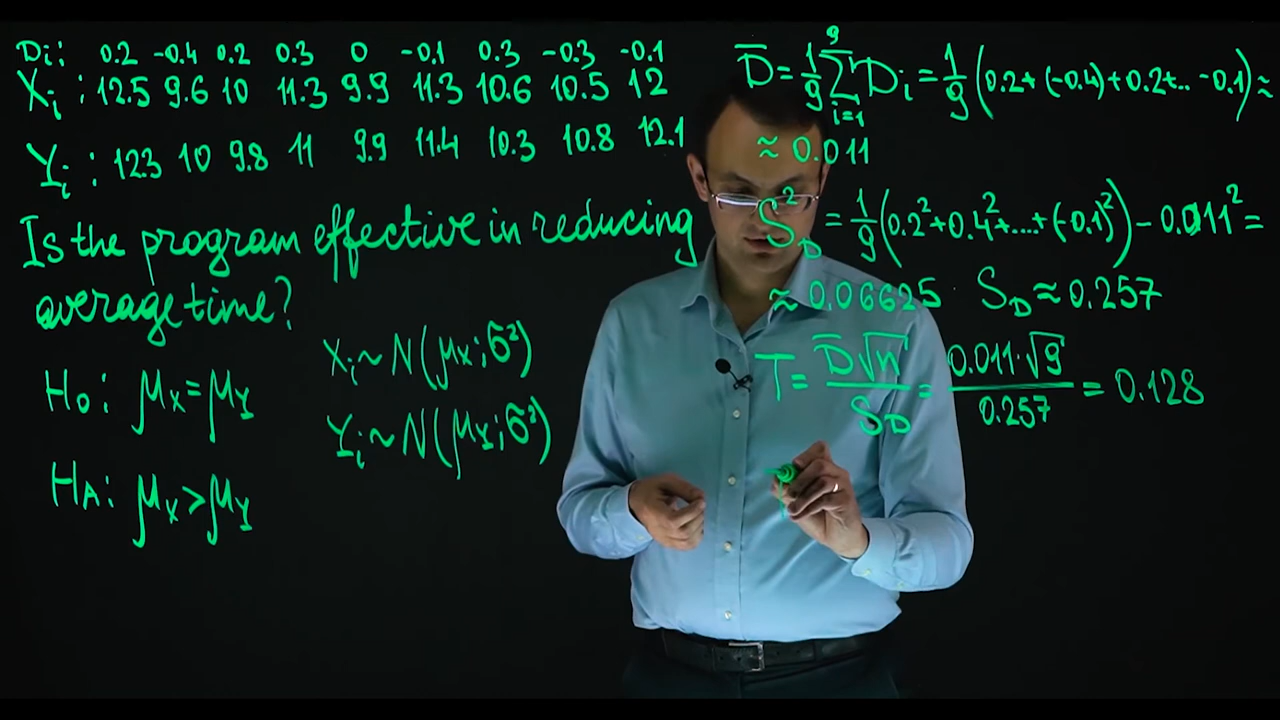 Di: 0.2 -0.4 0.2 0.3 0 -0.1 0.3 -0.3 -0.1
Xi: 12.5 9.6 10 11.3 9.9 11.3 10.6 10.5 12
Yi: 12.3 10 9.8 11 9.9 11.4 10.3 10.8 12.1
Is the program effective in reducing
average time?
H₀: μX = μY
HA: μX > μY
Xi ~ N(μX; σ²)
Yi ~ N(μY; σ²)
D̅ = 1/9 ∑_{i=1}^{9} Di = 1/9 (0.2+(-0.4)+0.2+.. -0.1) ≈
≈ 0.011
S²D = 1/9 (0.2²+0.4²+....+(-0.1)²) - 0.011² =
≈ 0.06625 SD ≈ 0.257
T = D̅√n / SD = 0.011·√9 / 0.257 = 0.128